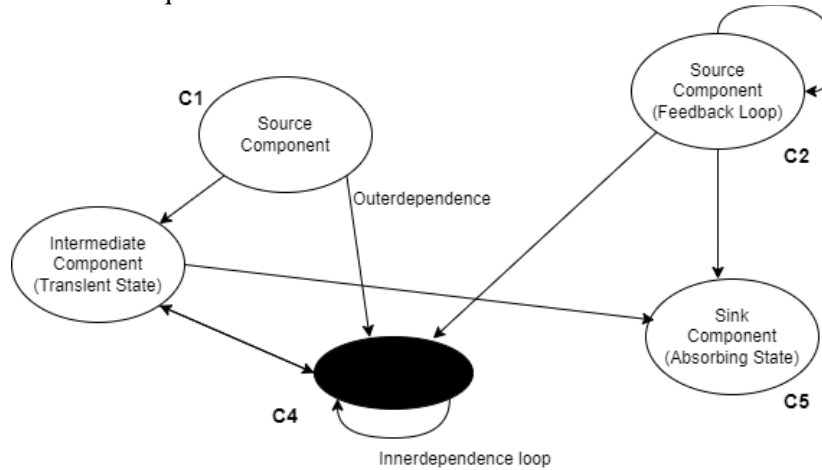 C1
Source
Component
Source
Component
(Feedback Loop)
C2
Outerdependence
Intermediate
Component
(Translent State)
Sink
Component
(Absorbing State)
C4
C5
Innerdependence loop